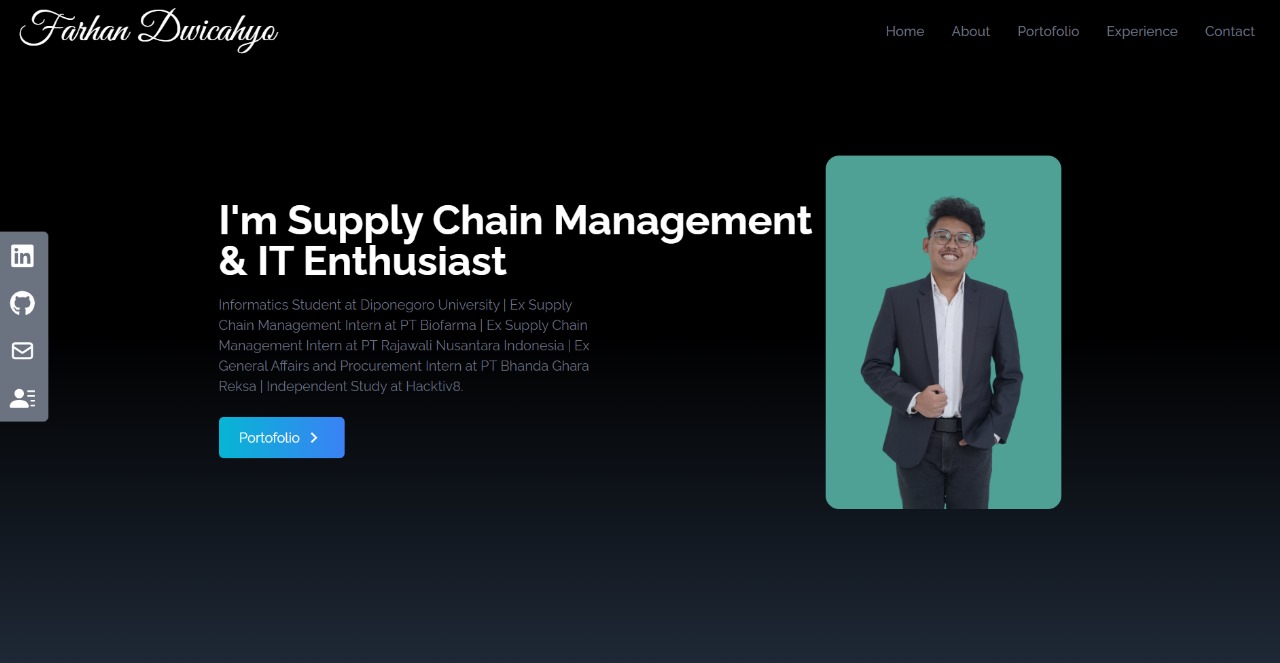 Farhan Dwicahyo
Home About Portofolio Experience Contact
I'm Supply Chain Management
& IT Enthusiast
Informatics Student at Diponegoro University | Ex Supply
Chain Management Intern at PT Biofarma | Ex Supply Chain
Management Intern at PT Rajawali Nusantara Indonesia | Ex
General Affairs and Procurement Intern at PT Bhanda Ghara
Reksa | Independent Study at Hacktiv8.
Portofolio
in